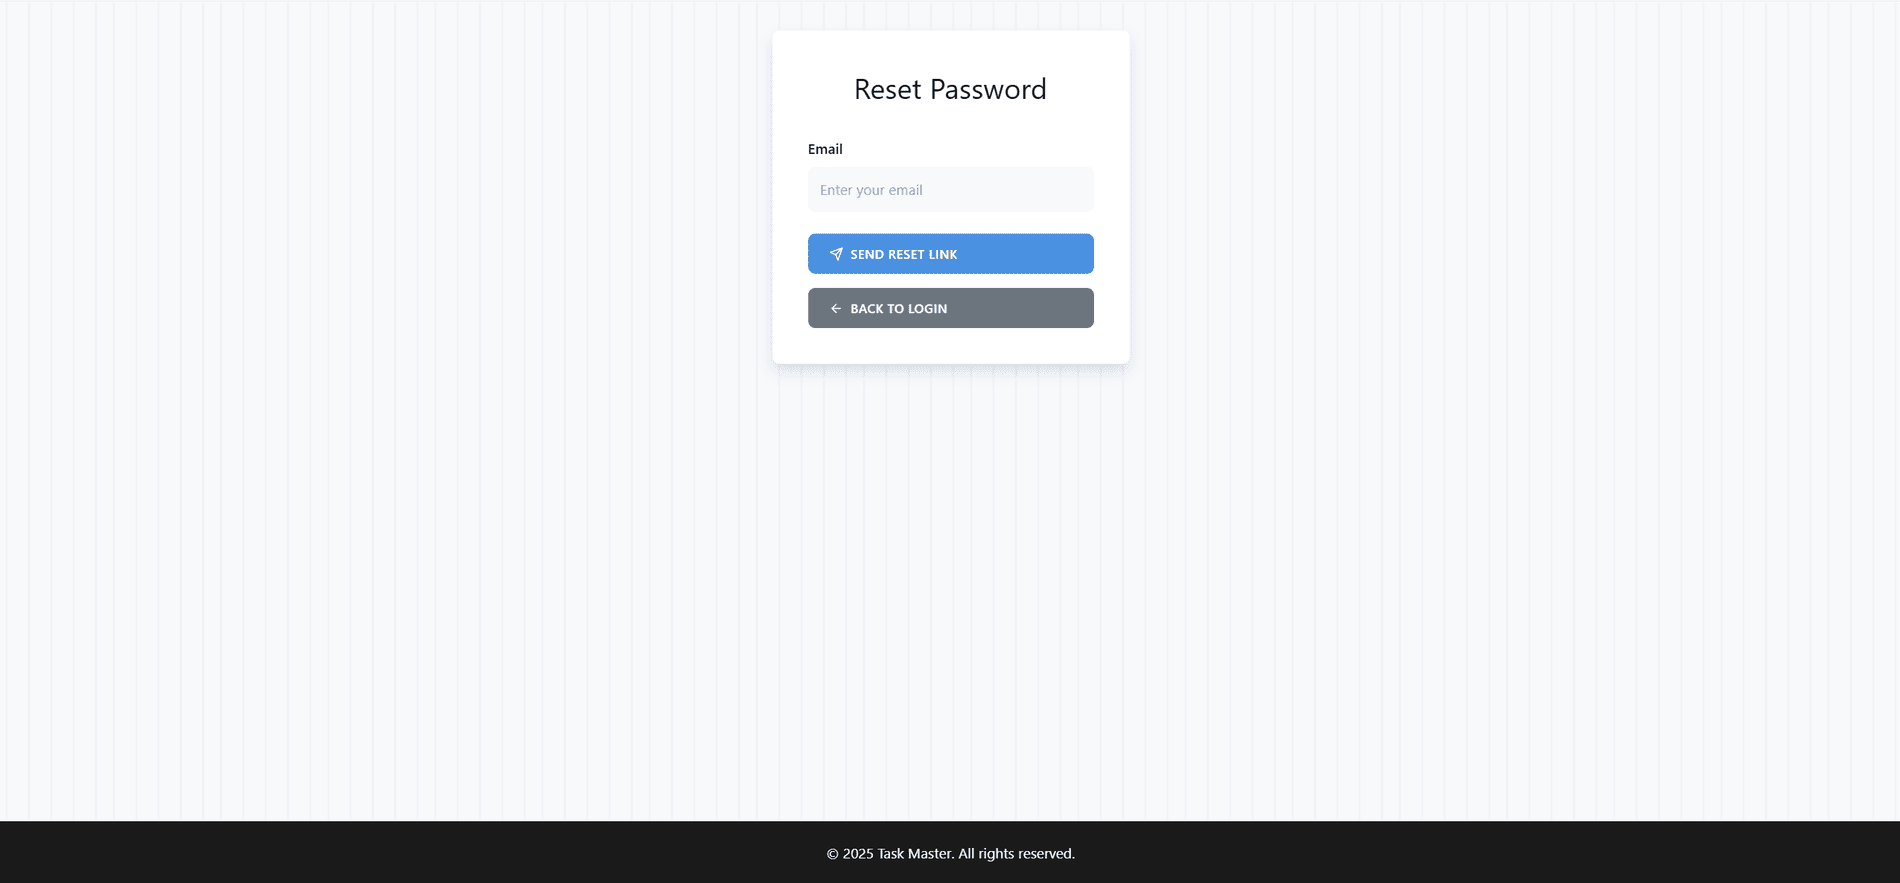 Reset Password
Email
Enter your email
SEND RESET LINK
BACK TO LOGIN
© 2025 Task Master. All rights reserved.